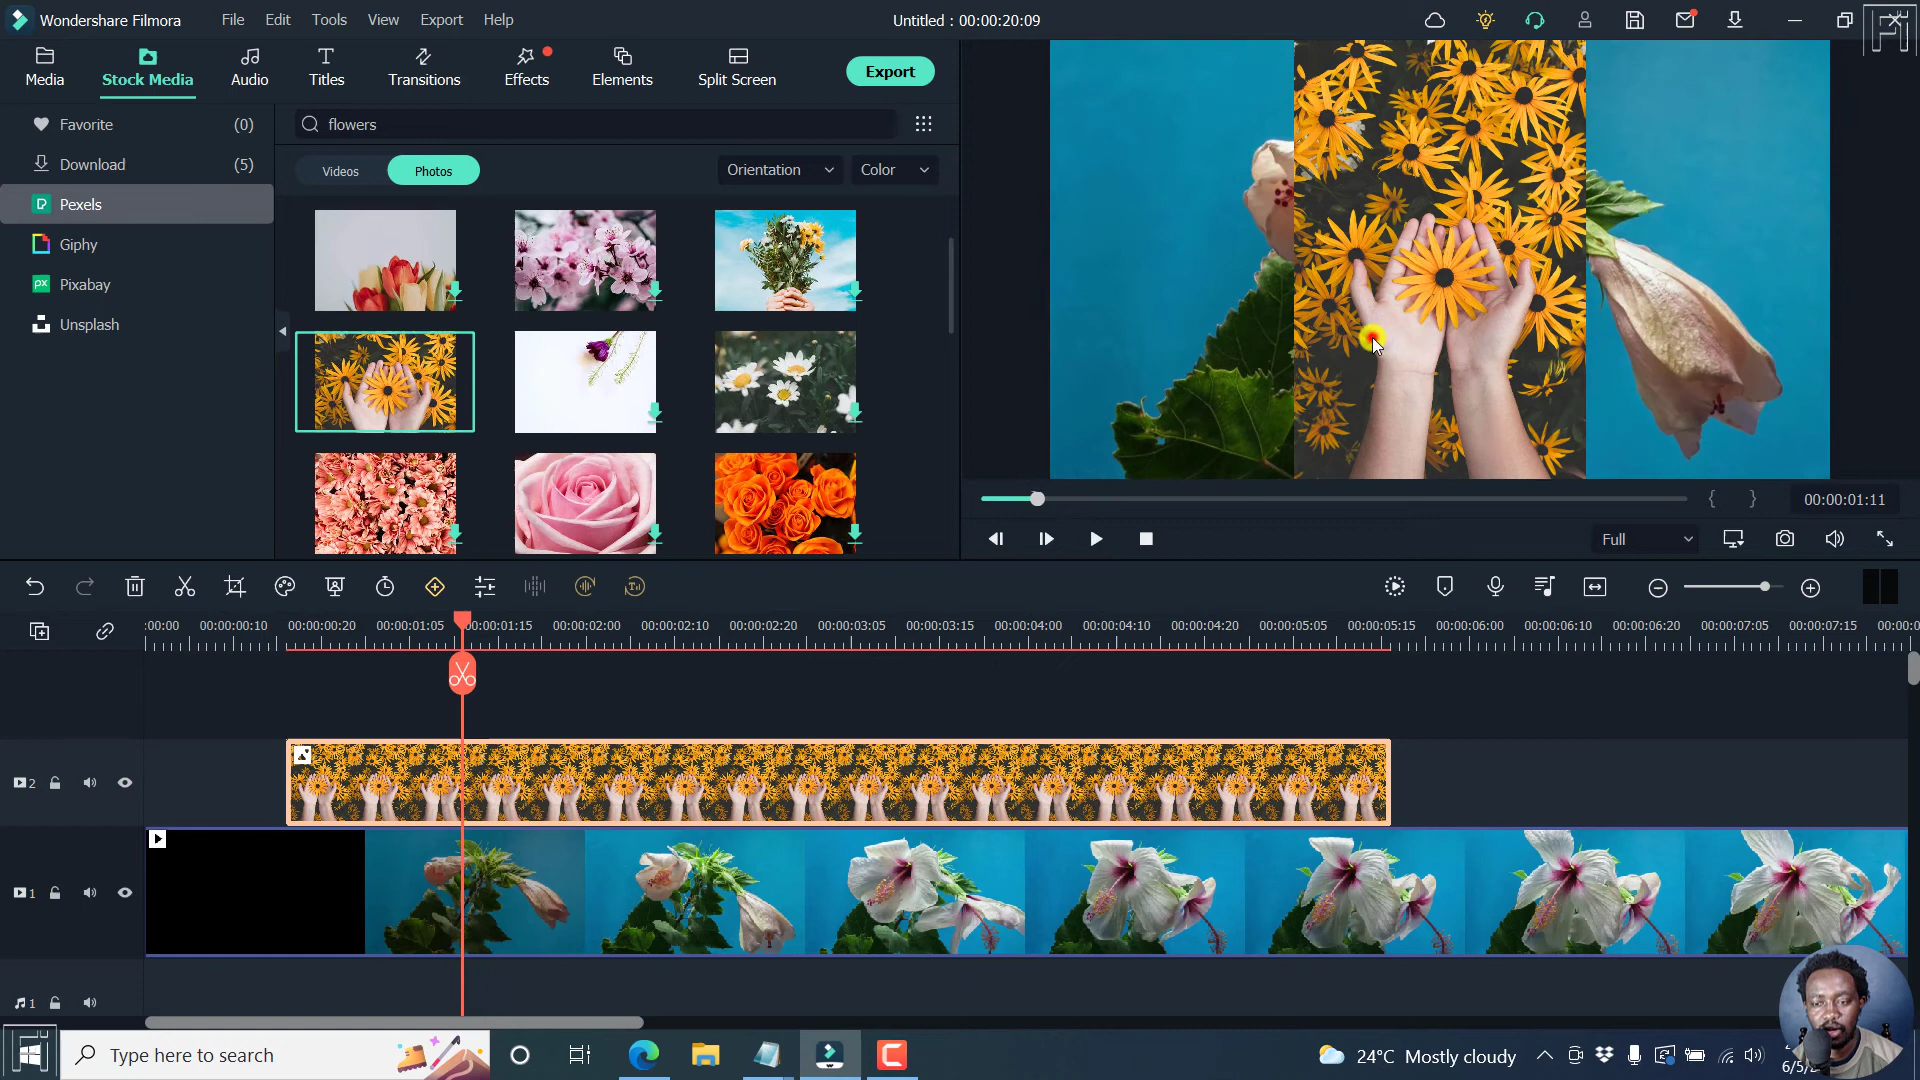 Wondershare Filmora
File Edit Tools View Export Help
Untitled : 00:00:20:09
Media
Stock Media
Audio
Titles
Transitions
Effects
Elements
Split Screen
Export
Favorite (0)
Download (5)
Pexels
Giphy
Pixabay
Unsplash
flowers
Videos
Photos
Orientation
Color
00:00:01:11
Full
:00:00 00:00:00:10 00:00:00:20 00:00:01:05 00:00:01:15 00:00:02:00 00:00:02:10 00:00:02:20 00:00:03:05 00:00:03:15 00:00:04:00 00:00:04:10 00:00:04:20 00:00:05:05 00:00:05:15 00:00:06:00 00:00:06:10 00:00:06:20 00:00:07:05 00:00:07:15 00:00:0
2
1
1
Type here to search
24°C Mostly cloudy